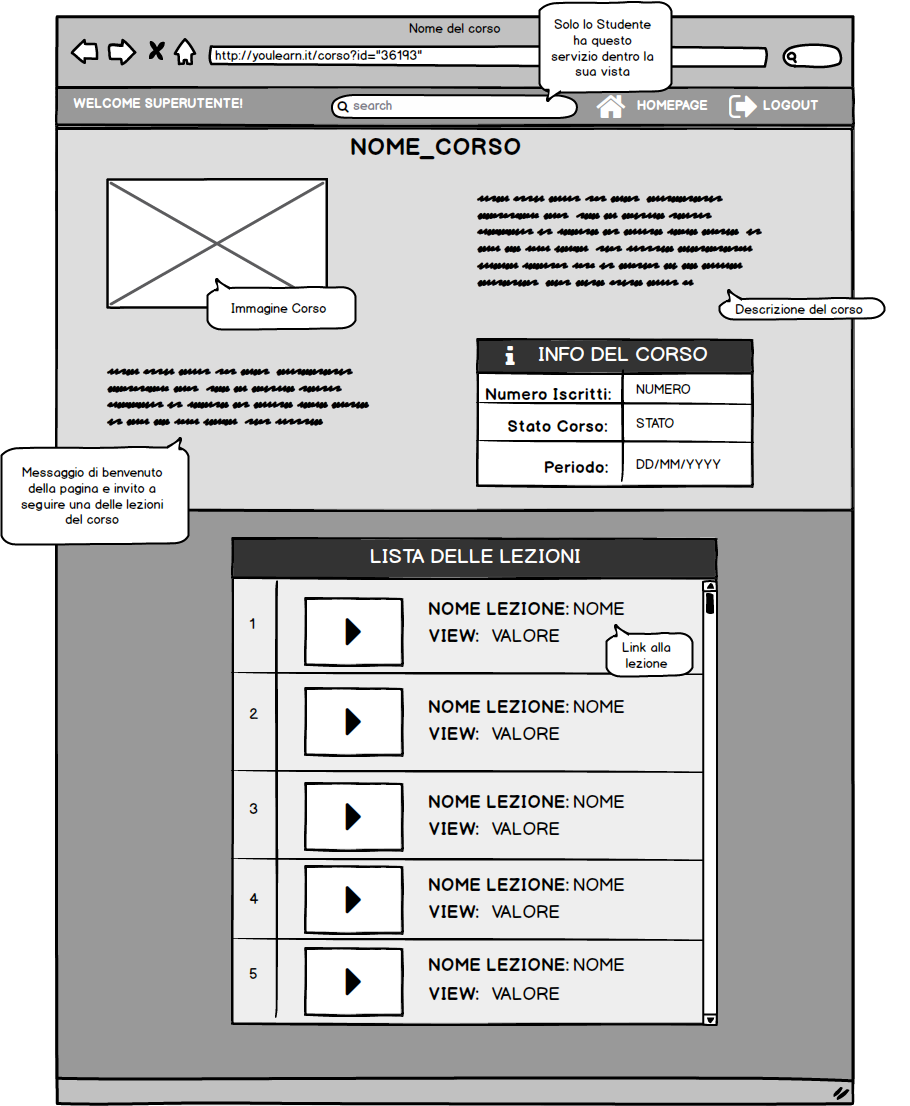 Nome del corso
Solo lo Studente
ha questo
servizio dentro la
sua vista
http://youlearn.it/corso?id="36193"
WELCOME SUPERUTENTE!
search
HOMEPAGE
LOGOUT
NOME_CORSO
Immagine Corso
Descrizione del corso
INFO DEL CORSO
Numero Iscritti: NUMERO
Stato Corso: STATO
Periodo: DD/MM/YYYY
Messaggio di benvenuto
della pagina e invito a
seguire una delle lezioni
del corso
LISTA DELLE LEZIONI
1
NOME LEZIONE: NOME
VIEW: VALORE
Link alla
lezione
2
NOME LEZIONE: NOME
VIEW: VALORE
3
NOME LEZIONE: NOME
VIEW: VALORE
4
NOME LEZIONE: NOME
VIEW: VALORE
5
NOME LEZIONE: NOME
VIEW: VALORE